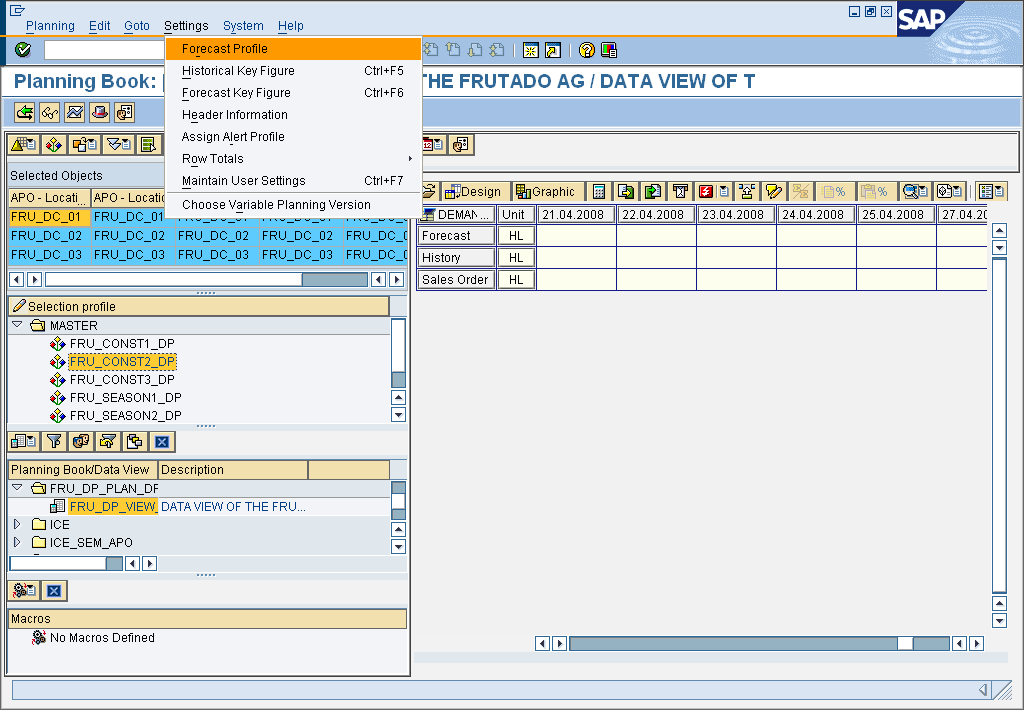 Planning Edit Goto Settings System Help
SAP
Forecast Profile
Historical Key Figure Ctrl+F5
Forecast Key Figure Ctrl+F6
Header Information
Assign Alert Profile
Row Totals
Maintain User Settings Ctrl+F7
Choose Variable Planning Version
Planning Book: THE FRUTADO AG / DATA VIEW OF T
Selected Objects
APO - Locati... APO - Locatio
FRU_DC_01 FRU_DC_01
FRU_DC_02 FRU_DC_02 FRU_DC_02 FRU_DC_02 FRU_DC_0
FRU_DC_03 FRU_DC_03 FRU_DC_03 FRU_DC_03 FRU_DC_0
Selection profile
MASTER
FRU_CONST1_DP
FRU_CONST2_DP
FRU_CONST3_DP
FRU_SEASON1_DP
FRU_SEASON2_DP
Planning Book/Data View Description
FRU_DP_PLAN_DP
FRU_DP_VIEW_ DATA VIEW OF THE FRU...
ICE
ICE_SEM_APO
Macros
No Macros Defined
Design Graphic
DEMAN... Unit 21.04.2008 22.04.2008 23.04.2008 24.04.2008 25.04.2008 27.04.20
Forecast HL
History HL
Sales Order HL